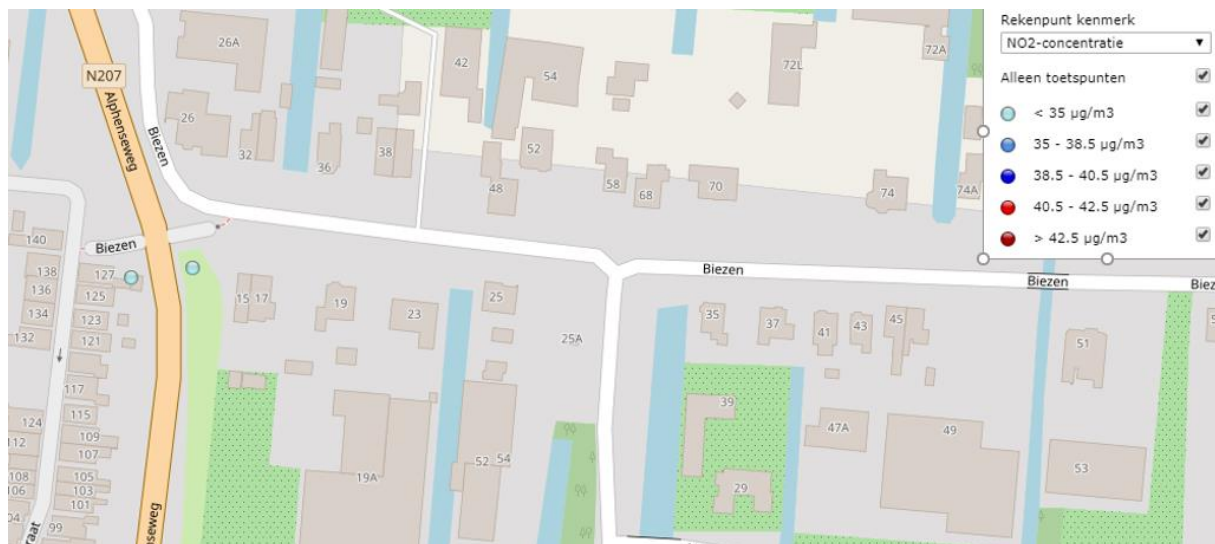 Rekenpunt kenmerk
NO2-concentratie
Alleen toetspunten
< 35 µg/m3
35 - 38.5 µg/m3
38.5 - 40.5 µg/m3
40.5 - 42.5 µg/m3
> 42.5 µg/m3
26A
42
54
72L
72A
N207
Alphenseweg
Biezen
26
32
36
38
52
48
58
68
70
74
74A
140
Biezen
138
127
136
125
134
123
132
121
15
17
19
23
25
25A
Biezen
Biezen
35
37
41
43
45
51
117
115
124
112
109
107
108
106
105
103
101
99
19A
52
54
39
29
47A
49
53